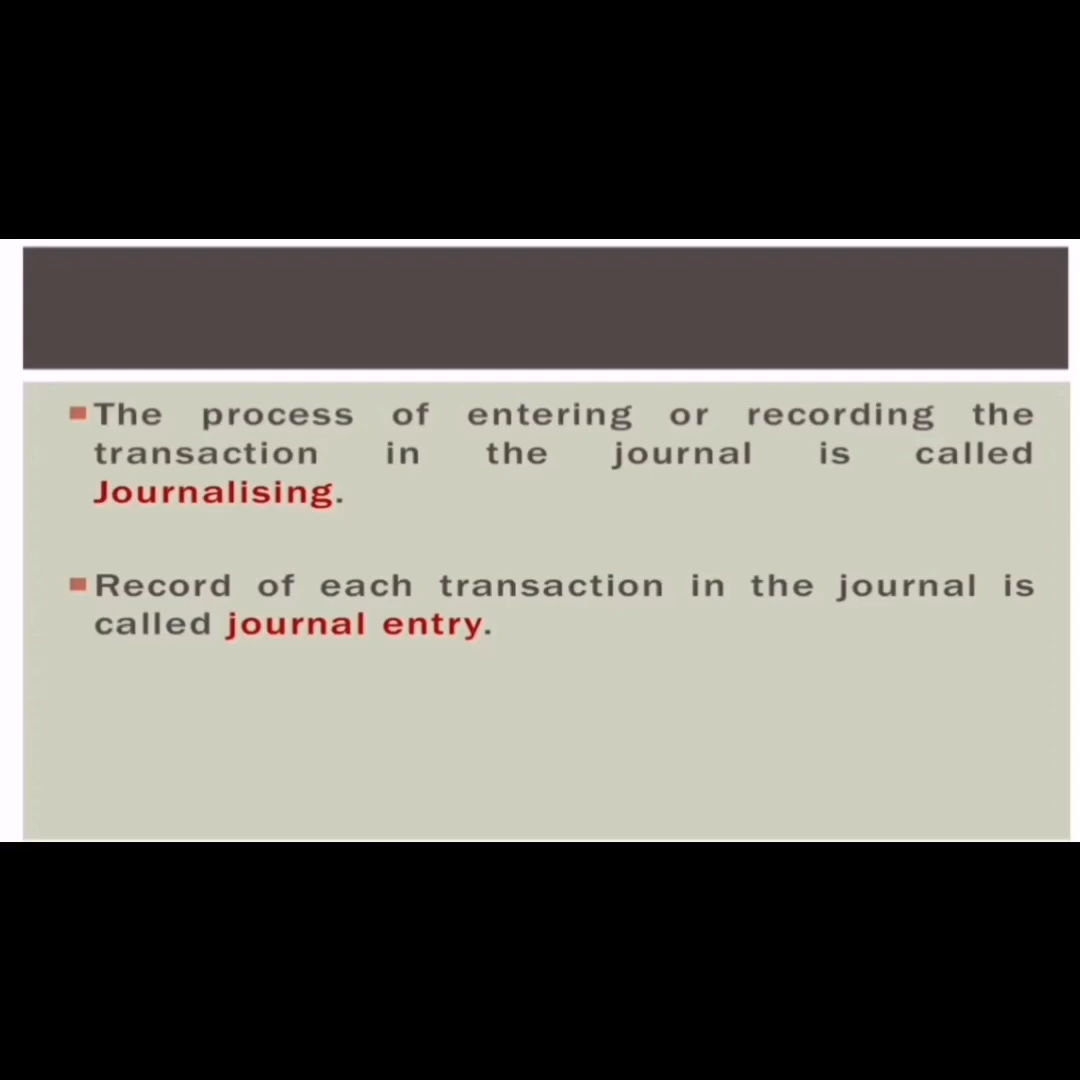 The process of entering or recording the
transaction in the journal is called
Journalising.
Record of each transaction in the journal is
called journal entry.